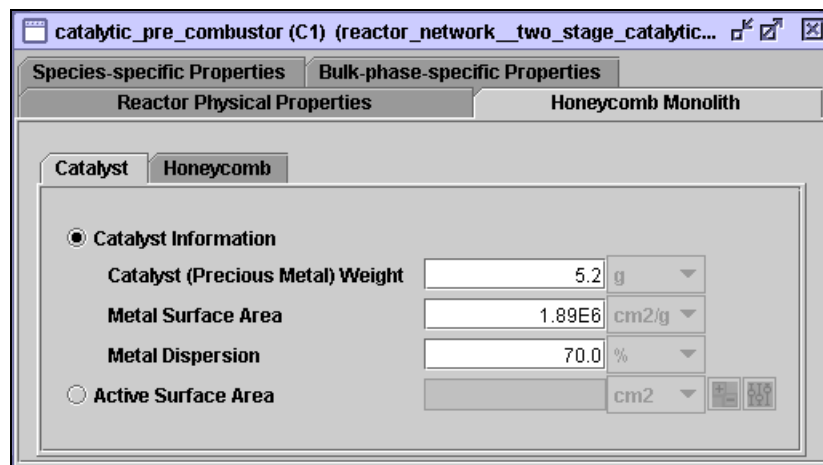 catalytic_pre_combustor (C1) (reactor_network__two_stage_catalytic...
Species-specific Properties Bulk-phase-specific Properties
Reactor Physical Properties Honeycomb Monolith
Catalyst Honeycomb
Catalyst Information
Catalyst (Precious Metal) Weight 5.2 g
Metal Surface Area 1.89E6 cm2/g
Metal Dispersion 70.0 %
Active Surface Area cm2